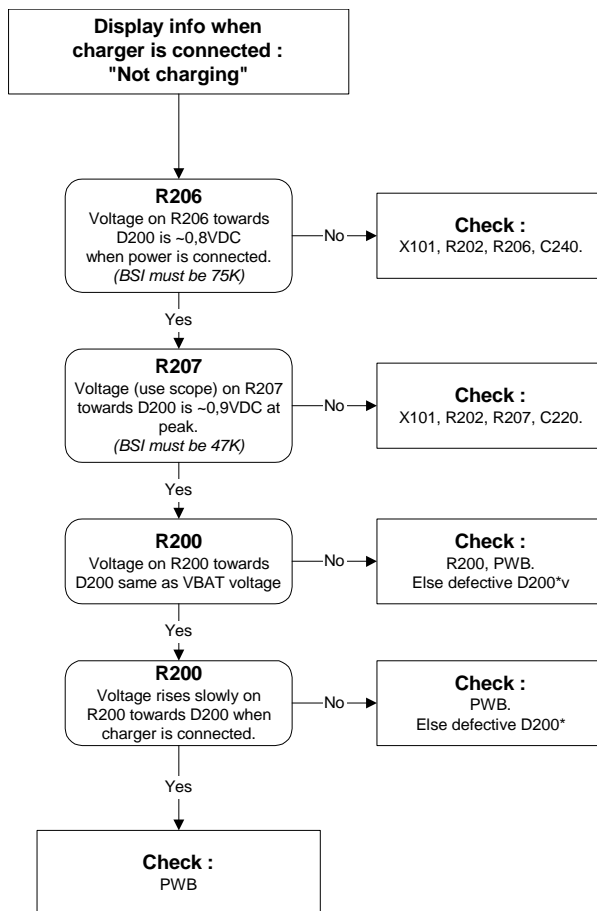 Display info when
charger is connected :
"Not charging"
R206
Voltage on R206 towards
D200 is ~0,8VDC
when power is connected.
(BSI must be 75K)
No
Check :
X101, R202, R206, C240.
Yes
R207
Voltage (use scope) on R207
towards D200 is ~0,9VDC at
peak.
(BSI must be 47K)
No
Check :
X101, R202, R207, C220.
Yes
R200
Voltage on R200 towards
D200 same as VBAT voltage
No
Check :
R200, PWB.
Else defective D200*v
Yes
R200
Voltage rises slowly on
R200 towards D200 when
charger is connected.
No
Check :
PWB.
Else defective D200*
Yes
Check :
PWB